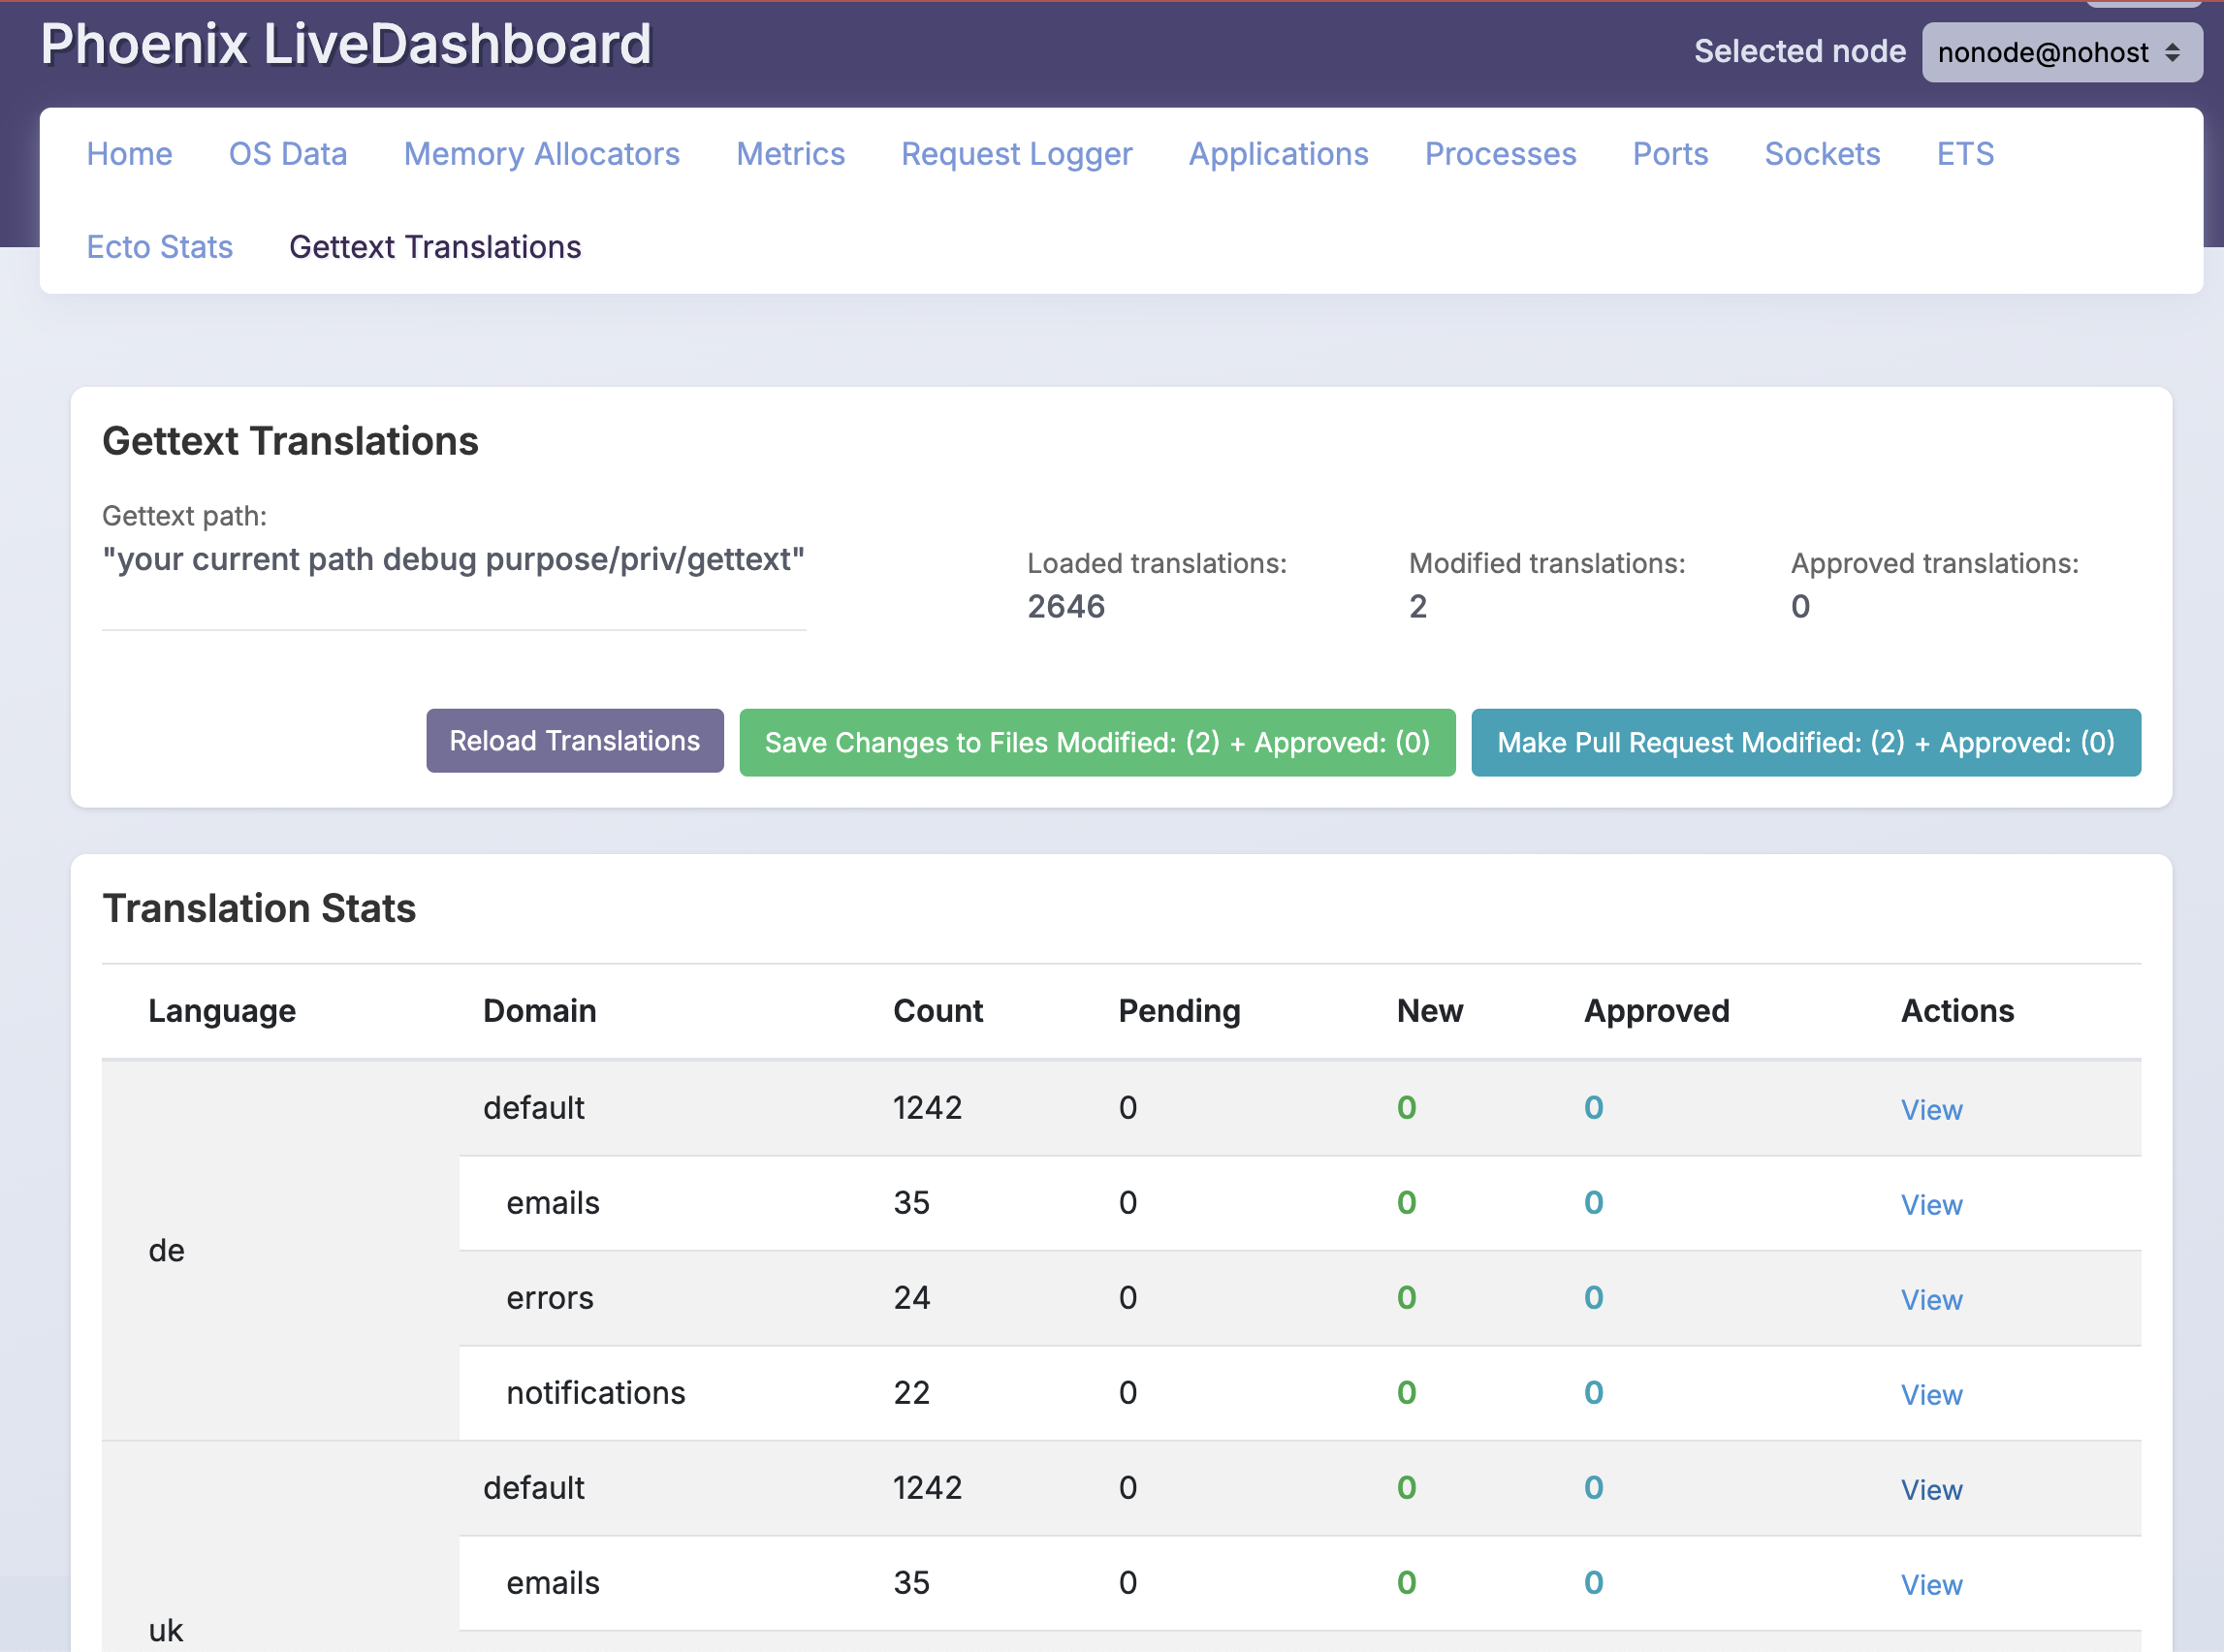 Phoenix LiveDashboard
Selected node nonode@nohost
Home OS Data Memory Allocators Metrics Request Logger Applications Processes Ports Sockets ETS
Ecto Stats Gettext Translations
Gettext Translations
Gettext path:
"your current path debug purpose/priv/gettext"
Loaded translations: Modified translations: Approved translations:
2646 2 0
Reload Translations Save Changes to Files Modified: (2) + Approved: (0) Make Pull Request Modified: (2) + Approved: (0)
Translation Stats
Language Domain Count Pending New Approved Actions
de
default 1242 0 0 0 View
emails 35 0 0 0 View
errors 24 0 0 0 View
notifications 22 0 0 0 View
uk
default 1242 0 0 0 View
emails 35 0 0 0 View